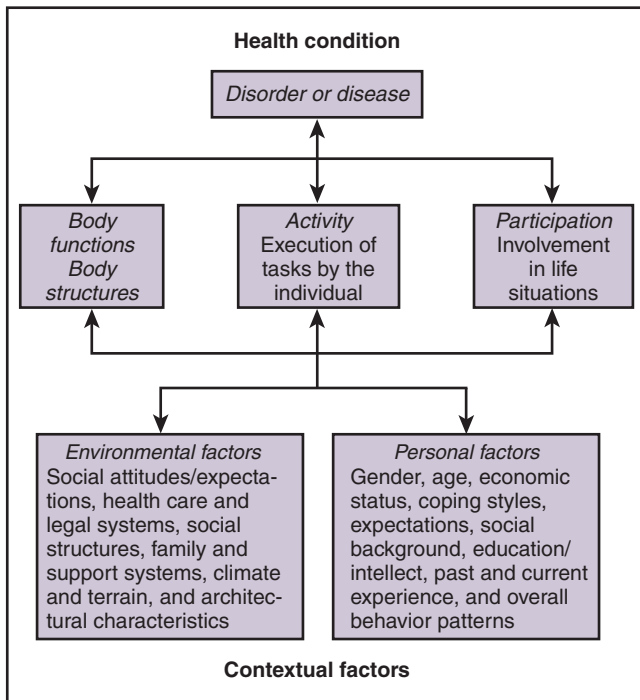 Health condition
Disorder or disease
Body
functions
Body
structures
Activity
Execution of
tasks by the
individual
Participation
Involvement
in life
situations
Environmental factors
Social attitudes/expecta-
tions, health care and
legal systems, social
structures, family and
support systems, climate
and terrain, and architec-
tural characteristics
Personal factors
Gender, age, economic
status, coping styles,
expectations, social
background, education/
intellect, past and current
experience, and overall
behavior patterns
Contextual factors